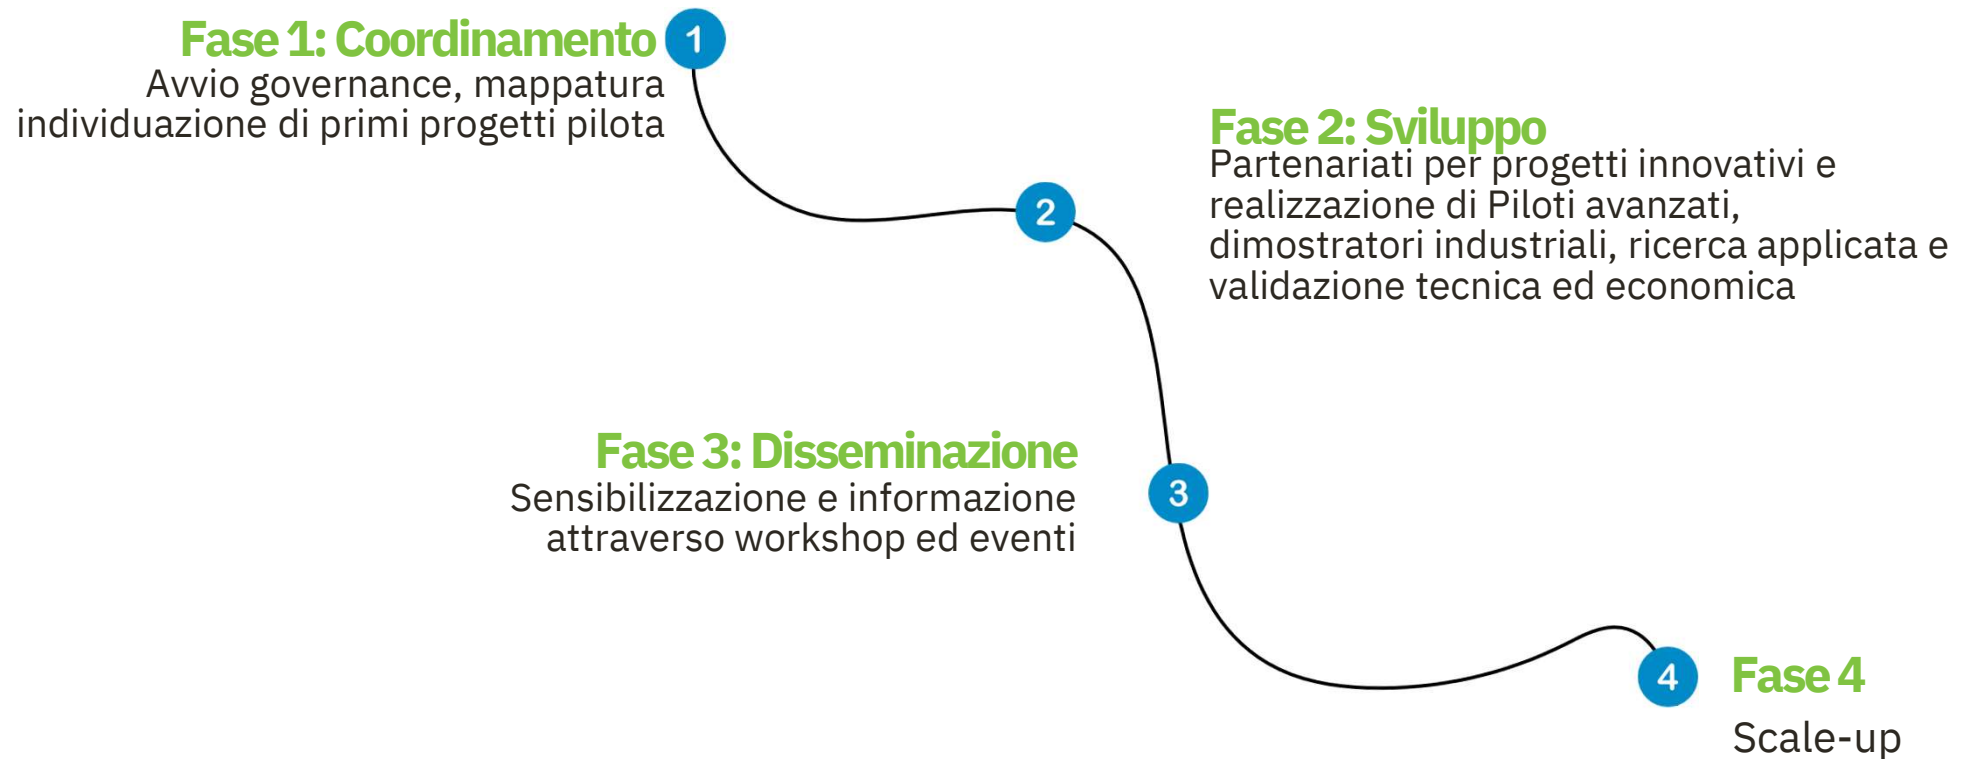 Fase 1: Coordinamento
1
Avvio governance, mappatura
individuazione di primi progetti pilota
2
Fase 2: Sviluppo
Partenariati per progetti innovativi e
realizzazione di Piloti avanzati,
dimostratori industriali, ricerca applicata e
validazione tecnica ed economica
Fase 3: Disseminazione
Sensibilizzazione e informazione
attraverso workshop ed eventi
3
4
Fase 4
Scale-up